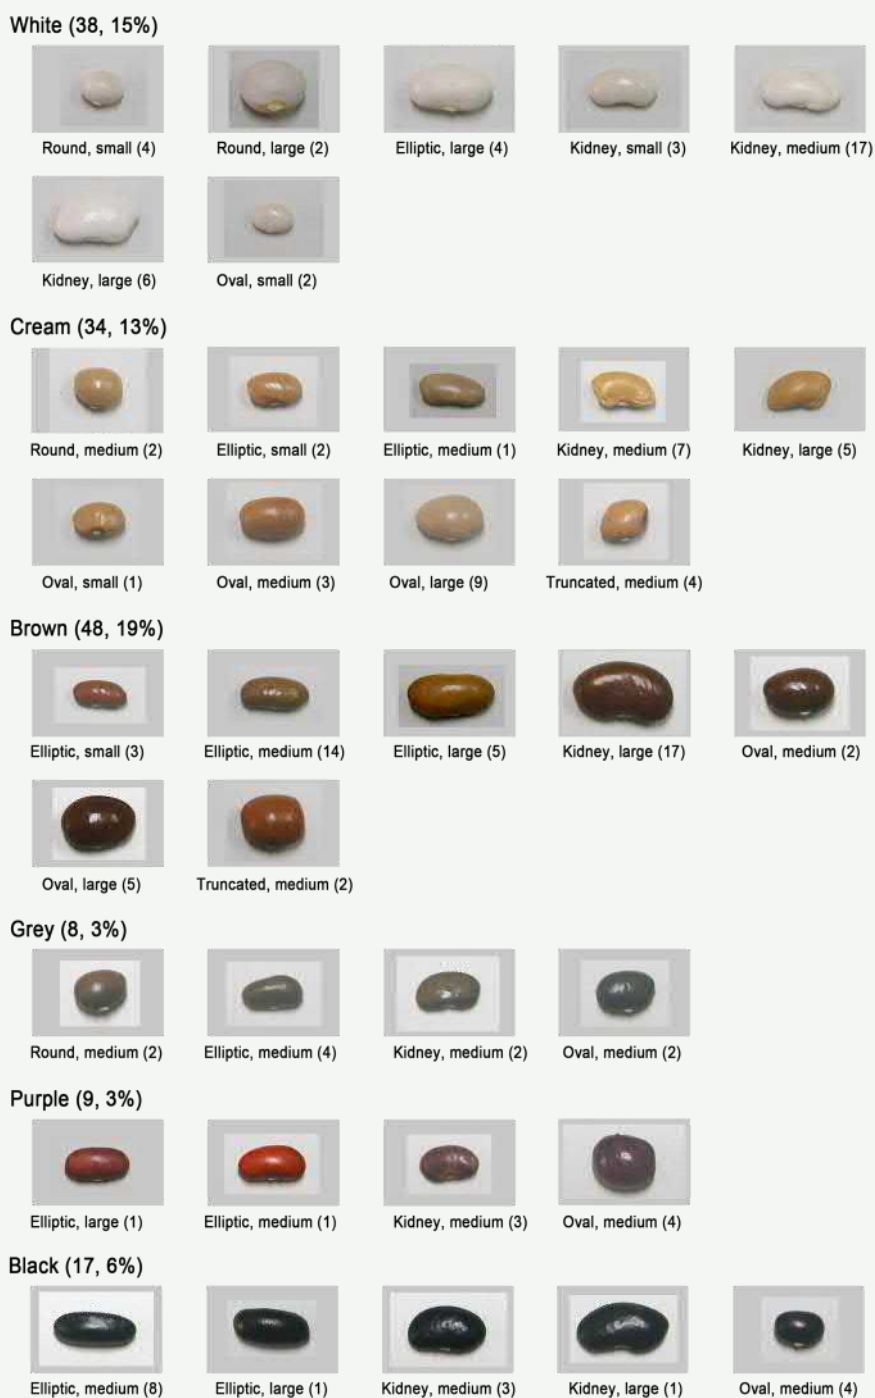 White (38, 15%)
Round, small (4)
Round, large (2)
Elliptic, large (4)
Kidney, small (3)
Kidney, medium (17)
Kidney, large (6)
Oval, small (2)
Cream (34, 13%)
Round, medium (2)
Elliptic, small (2)
Elliptic, medium (1)
Kidney, medium (7)
Kidney, large (5)
Oval, small (1)
Oval, medium (3)
Oval, large (9)
Truncated, medium (4)
Brown (48, 19%)
Elliptic, small (3)
Elliptic, medium (14)
Elliptic, large (5)
Kidney, large (17)
Oval, medium (2)
Oval, large (5)
Truncated, medium (2)
Grey (8, 3%)
Round, medium (2)
Elliptic, medium (4)
Kidney, medium (2)
Oval, medium (2)
Purple (9, 3%)
Elliptic, large (1)
Elliptic, medium (1)
Kidney, medium (3)
Oval, medium (4)
Black (17, 6%)
Elliptic, medium (8)
Elliptic, large (1)
Kidney, medium (3)
Kidney, large (1)
Oval, medium (4)